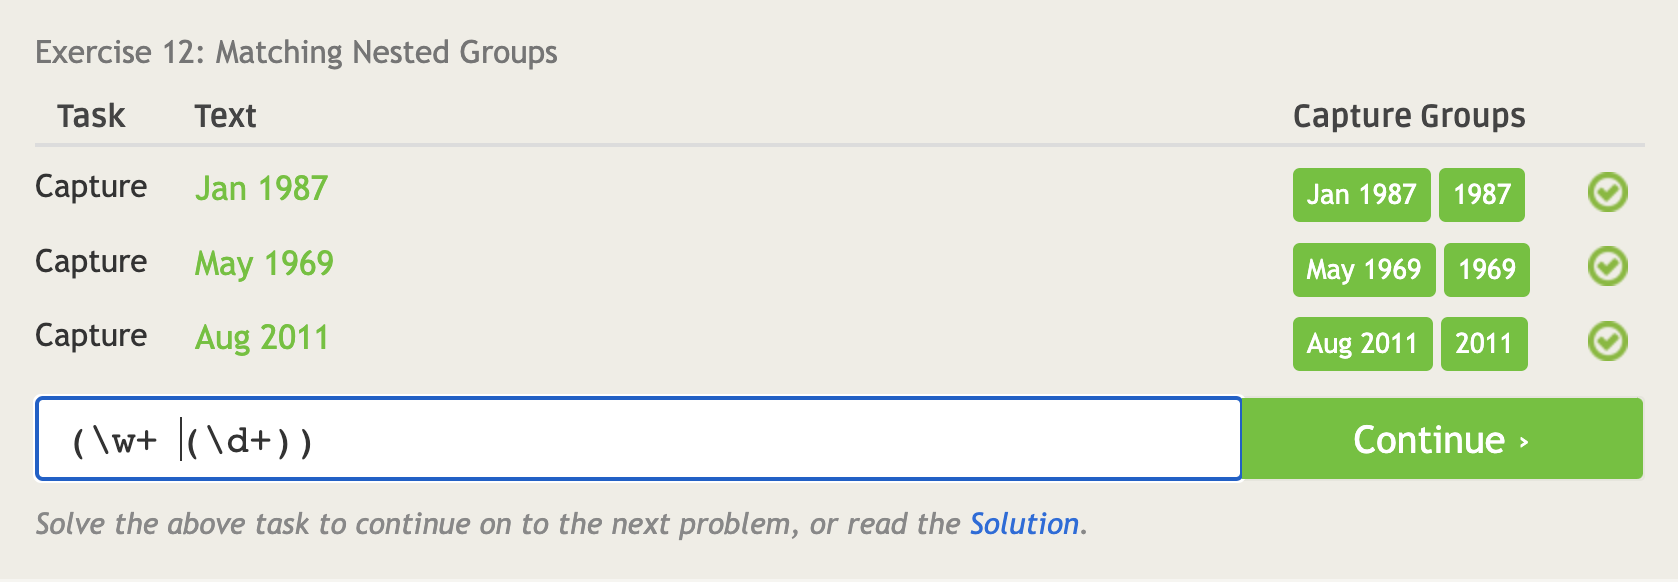 Exercise 12: Matching Nested Groups
Task Text Capture Groups
Capture Jan 1987 Jan 1987 1987
Capture May 1969 May 1969 1969
Capture Aug 2011 Aug 2011 2011
(\w+ (\d+)) Continue ›
Solve the above task to continue on to the next problem, or read the Solution.